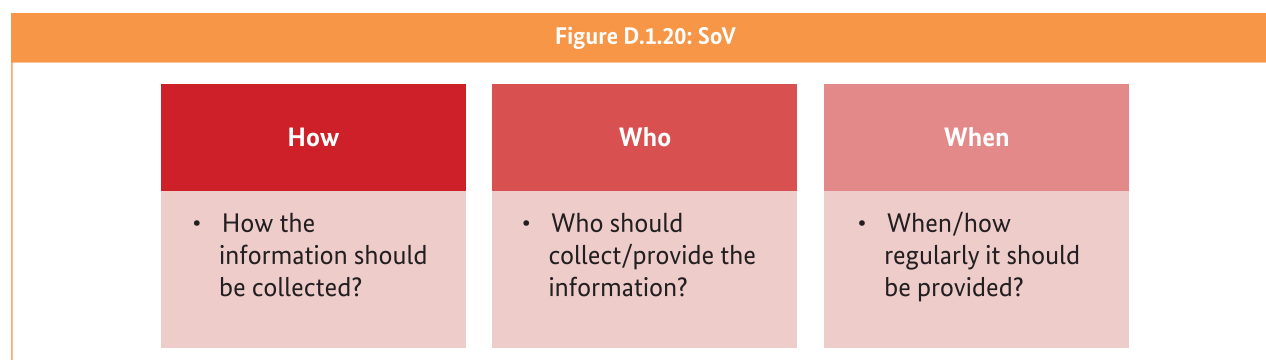 Figure D.1.20: SoV
How
• How the
information should
be collected?
Who
• Who should
collect/provide the
information?
When
• When/how
regularly it should
be provided?